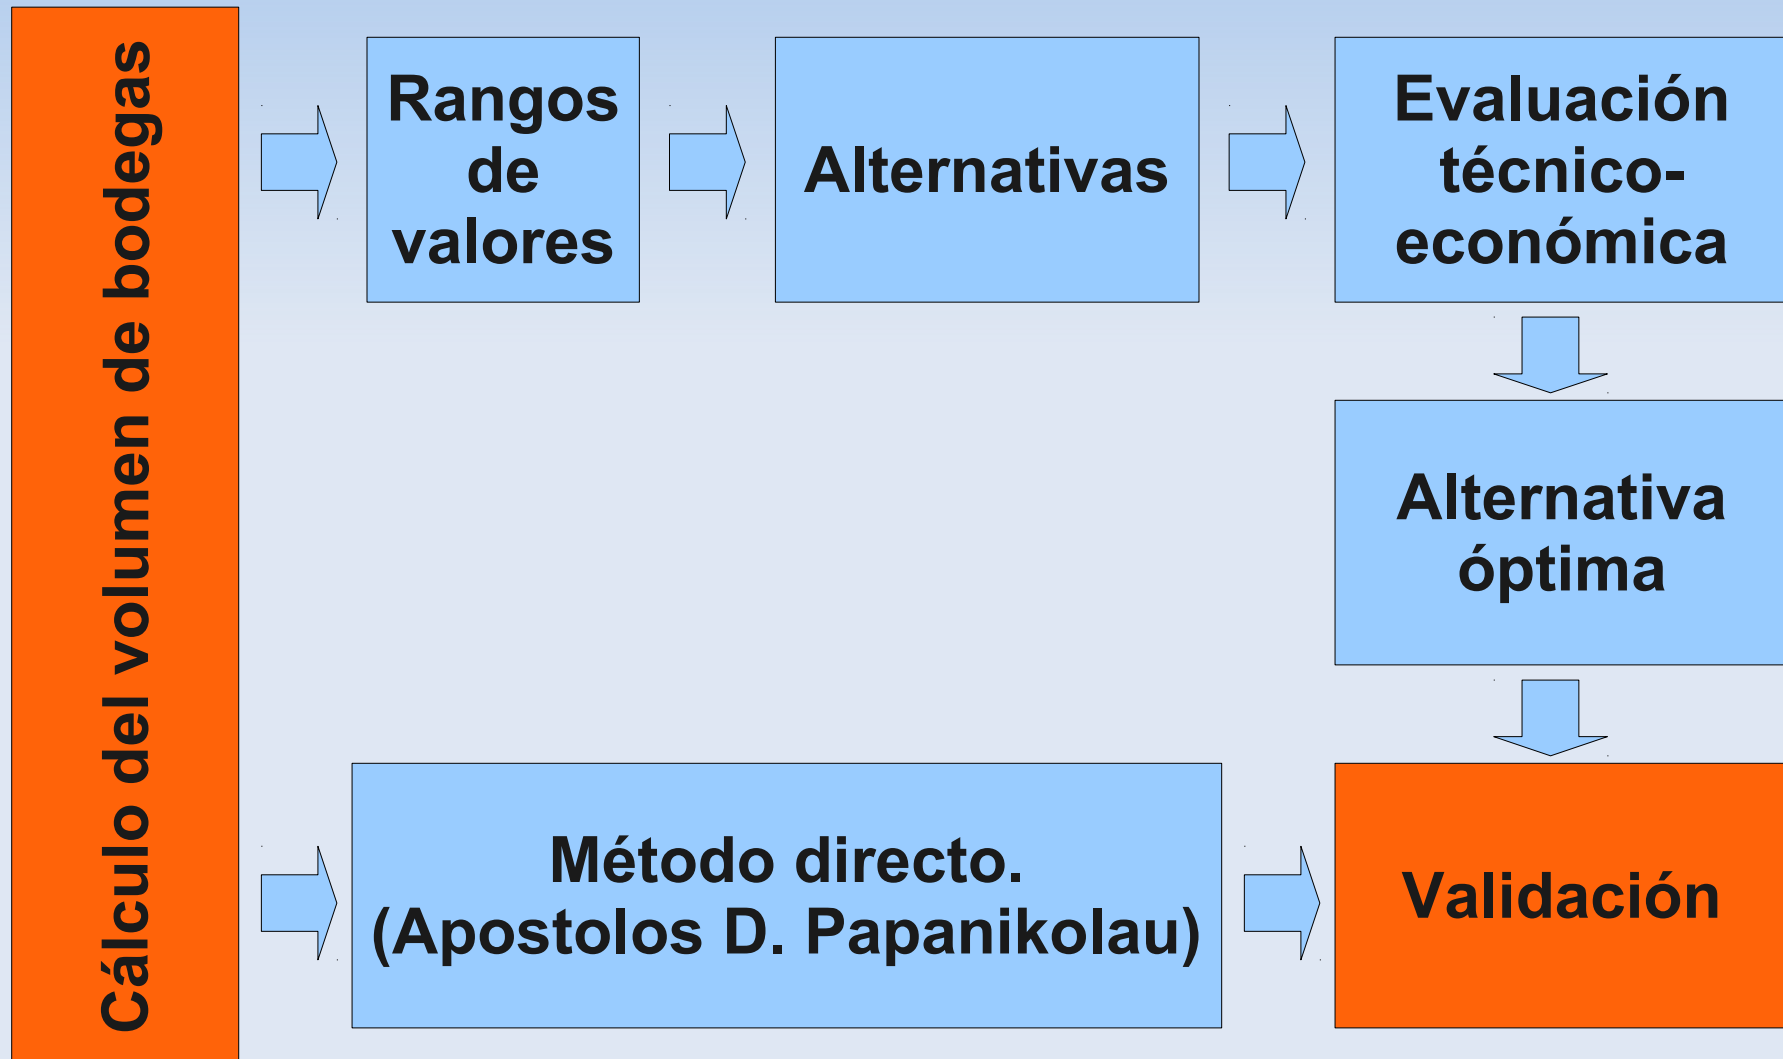 Cálculo del volumen de bodegas
Rangos
de
valores
Alternativas
Evaluación
técnico-
económica
Alternativa
óptima
Método directo.
(Apostolos D. Papanikolau)
Validación